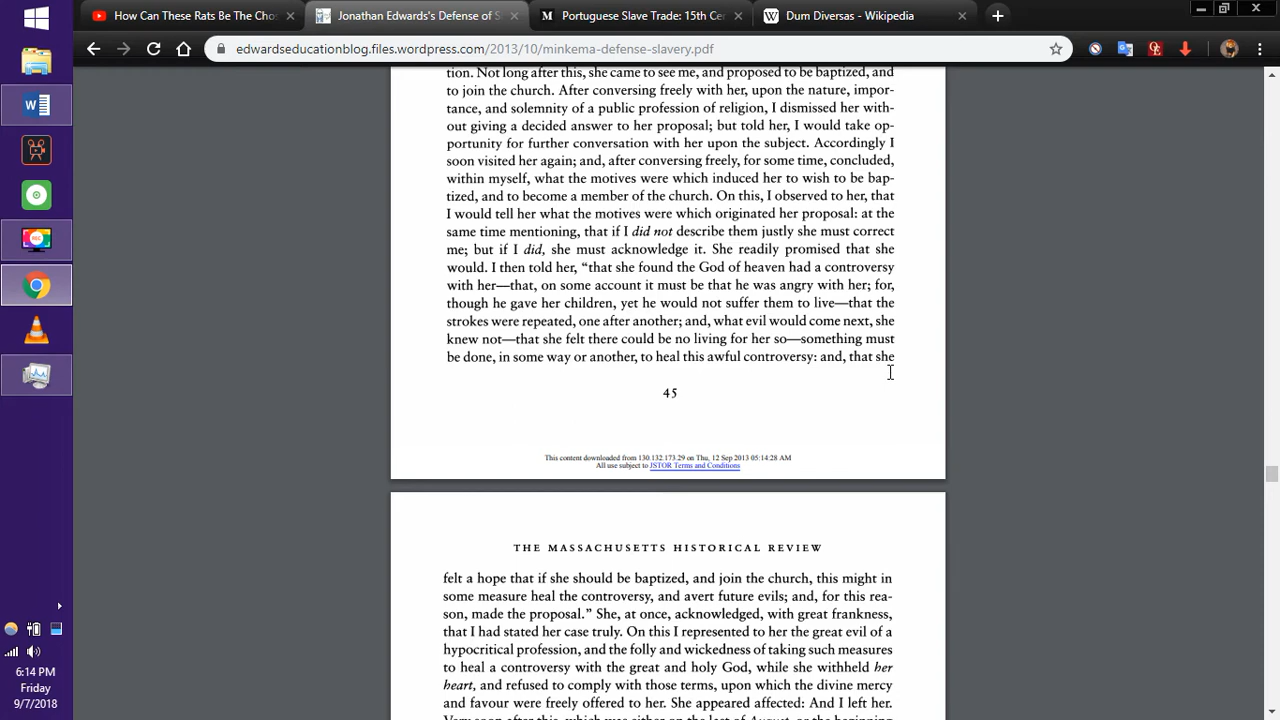 How Can These Rats Be The Cho
Jonathan Edwards's Defense of S
Portuguese Slave Trade: 15th Ce
Dum Diversas - Wikipedia
edwardseducationblog.files.wordpress.com/2013/10/minkema-defense-slavery.pdf
tion. Not long after this, she came to see me, and proposed to be baptized, and
to join the church. After conversing freely with her, upon the nature, impor-
tance, and solemnity of a public profession of religion, I dismissed her with-
out giving a decided answer to her proposal; but told her, I would take op-
portunity for further conversation with her upon the subject. Accordingly I
soon visited her again; and, after conversing freely, for some time, concluded,
within myself, what the motives were which induced her to wish to be bap-
tized, and to become a member of the church. On this, I observed to her, that
I would tell her what the motives were which originated her proposal: at the
same time mentioning, that if I did not describe them justly she must correct
me; but if I did, she must acknowledge it. She readily promised that she
would. I then told her, “that she found the God of heaven had a controversy
with her—that, on some account it must be that he was angry with her; for,
though he gave her children, yet he would not suffer them to live—that the
strokes were repeated, one after another; and, what evil would come next, she
knew not—that she felt there could be no living for her so—something must
be done, in some way or another, to heal this awful controversy: and, that she
45
This content downloaded from 130.132.173.29 on Thu, 12 Sep 2013 05:14:28 AM
All use subject to JSTOR Terms and Conditions
THE MASSACHUSETTS HISTORICAL REVIEW
felt a hope that if she should be baptized, and join the church, this might in
some measure heal the controversy, and avert future evils; and, for this rea-
son, made the proposal.” She, at once, acknowledged, with great frankness,
that I had stated her case truly. On this I represented to her the great evil of a
hypocritical profession, and the folly and wickedness of taking such measures
to heal a controversy with the great and holy God, while she withheld her
heart, and refused to comply with those terms, upon which the divine mercy
and favour were freely offered to her. She appeared affected: And I left her.
Very soon after this, which was either on the last of August, or the beginning
6:14 PM
Friday
9/7/2018